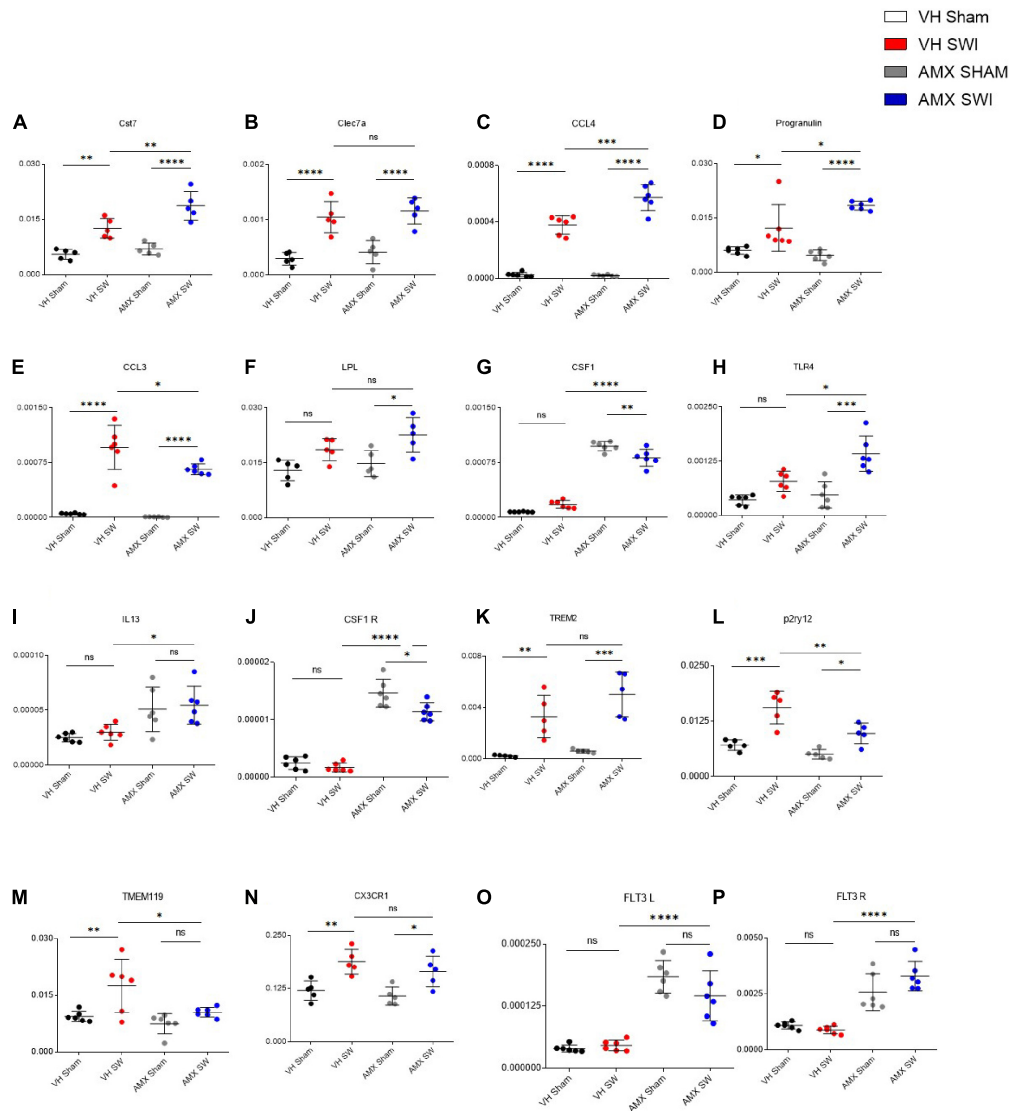 VH Sham
VH SWI
AMX SHAM
AMX SWI
A B C D
Cst7 Clec7a CCL4 Progranulin
** ns *** *
** **** **** **** **** **** * ****
0.030 0.002 0.0008 0.030
0.015 0.001 0.0004 0.015
0.000 0.000 0.0000 0.000
VH Sham VH SW AMX Sham AMX SW VH Sham VH SW AMX Sham AMX SW VH Sham VH SW AMX Sham AMX SW VH Sham VH SW AMX Sham AMX SW
E F G H
CCL3 LPL CSF1 TLR4
* ns **** *
**** **** ns * ns ** ns ***
0.00150 0.030 0.00150 0.00250
0.00075 0.015 0.00075 0.00125
0.00000 0.000 0.00000 0.00000
VH Sham VH SW AMX Sham AMX SW VH Sham VH SW AMX Sham AMX SW VH Sham VH SW AMX Sham AMX SW VH Sham VH SW AMX Sham AMX SW
I J K L
IL13 CSF1 R TREM2 p2ry12
* **** ns **
ns ns ns * ** *** *** *
0.00010 0.00002 0.008 0.0250
0.00005 0.00001 0.004 0.0125
0.00000 0.00000 0.000 0.0000
VH Sham VH SW AMX Sham AMX SW VH Sham VH SW AMX Sham AMX SW VH Sham VH SW AMX Sham AMX SW VH Sham VH SW AMX Sham AMX SW
M N O P
TMEM119 CX3CR1 FLT3 L FLT3 R
* ns **** ****
** ns ** * ns ns ns ns
0.030 0.250 0.000250 0.0050
0.015 0.125 0.000125 0.0025
0.000 0.000 0.000000 0.0000
VH Sham VH SW AMX Sham AMX SW VH Sham VH SW AMX Sham AMX SW VH Sham VH SW AMX Sham AMX SW VH Sham VH SW AMX Sham AMX SW